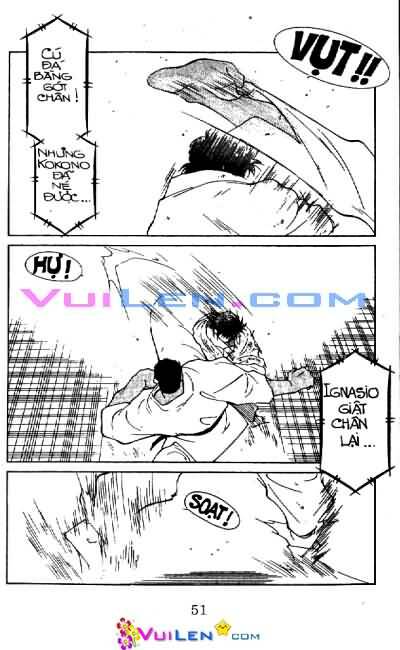 CÚ
ĐÁ
BẰNG
GÓT
CHÂN!
VỤT!!
NHƯNG
KOKONO
ĐÃ
NÉ
ĐƯỢC...
HỰ!
VUILEN.COM
IGNASIO
GIẬT
CHÂN
LẠI...
SOẠT!
51
VUILEN.COM